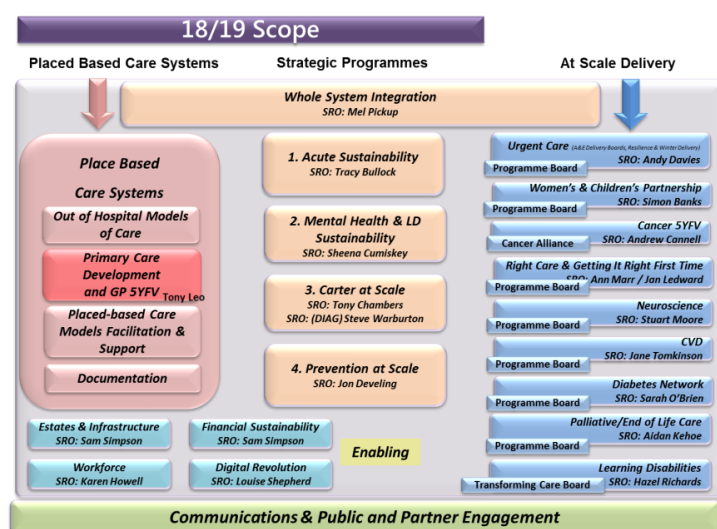 18/19 Scope
Placed Based Care Systems
Strategic Programmes
At Scale Delivery
Whole System Integration
SRO: Mel Pickup
Place Based
Care Systems
Out of Hospital Models
of Care
Primary Care
Development
and GP 5YFV Tony Leo
Placed-based Care
Models Facilitation &
Support
Documentation
1. Acute Sustainability
SRO: Tracy Bullock
2. Mental Health & LD
Sustainability
SRO: Sheena Cumiskey
3. Carter at Scale
SRO: Tony Chambers
SRO: (DIAG) Steve Warburton
4. Prevention at Scale
SRO: Jon Develing
Urgent Care (A&E Delivery Boards, Resilience & Winter Delivery)
SRO: Andy Davies
Programme Board
Women's & Children's Partnership
SRO: Simon Banks
Programme Board
Cancer 5YFV
SRO: Andrew Cannell
Cancer Alliance
Right Care & Getting It Right First Time
SRO: Ann Marr / Jan Ledward
Programme Board
Neuroscience
SRO: Stuart Moore
Programme Board
CVD
SRO: Jane Tomkinson
Programme Board
Diabetes Network
SRO: Sarah O'Brien
Programme Board
Palliative/End of Life Care
SRO: Aidan Kehoe
Programme Board
Learning Disabilities
SRO: Hazel Richards
Transforming Care Board
Estates & Infrastructure
SRO: Sam Simpson
Financial Sustainability
SRO: Sam Simpson
Workforce
SRO: Karen Howell
Digital Revolution
SRO: Louise Shepherd
Enabling
Communications & Public and Partner Engagement